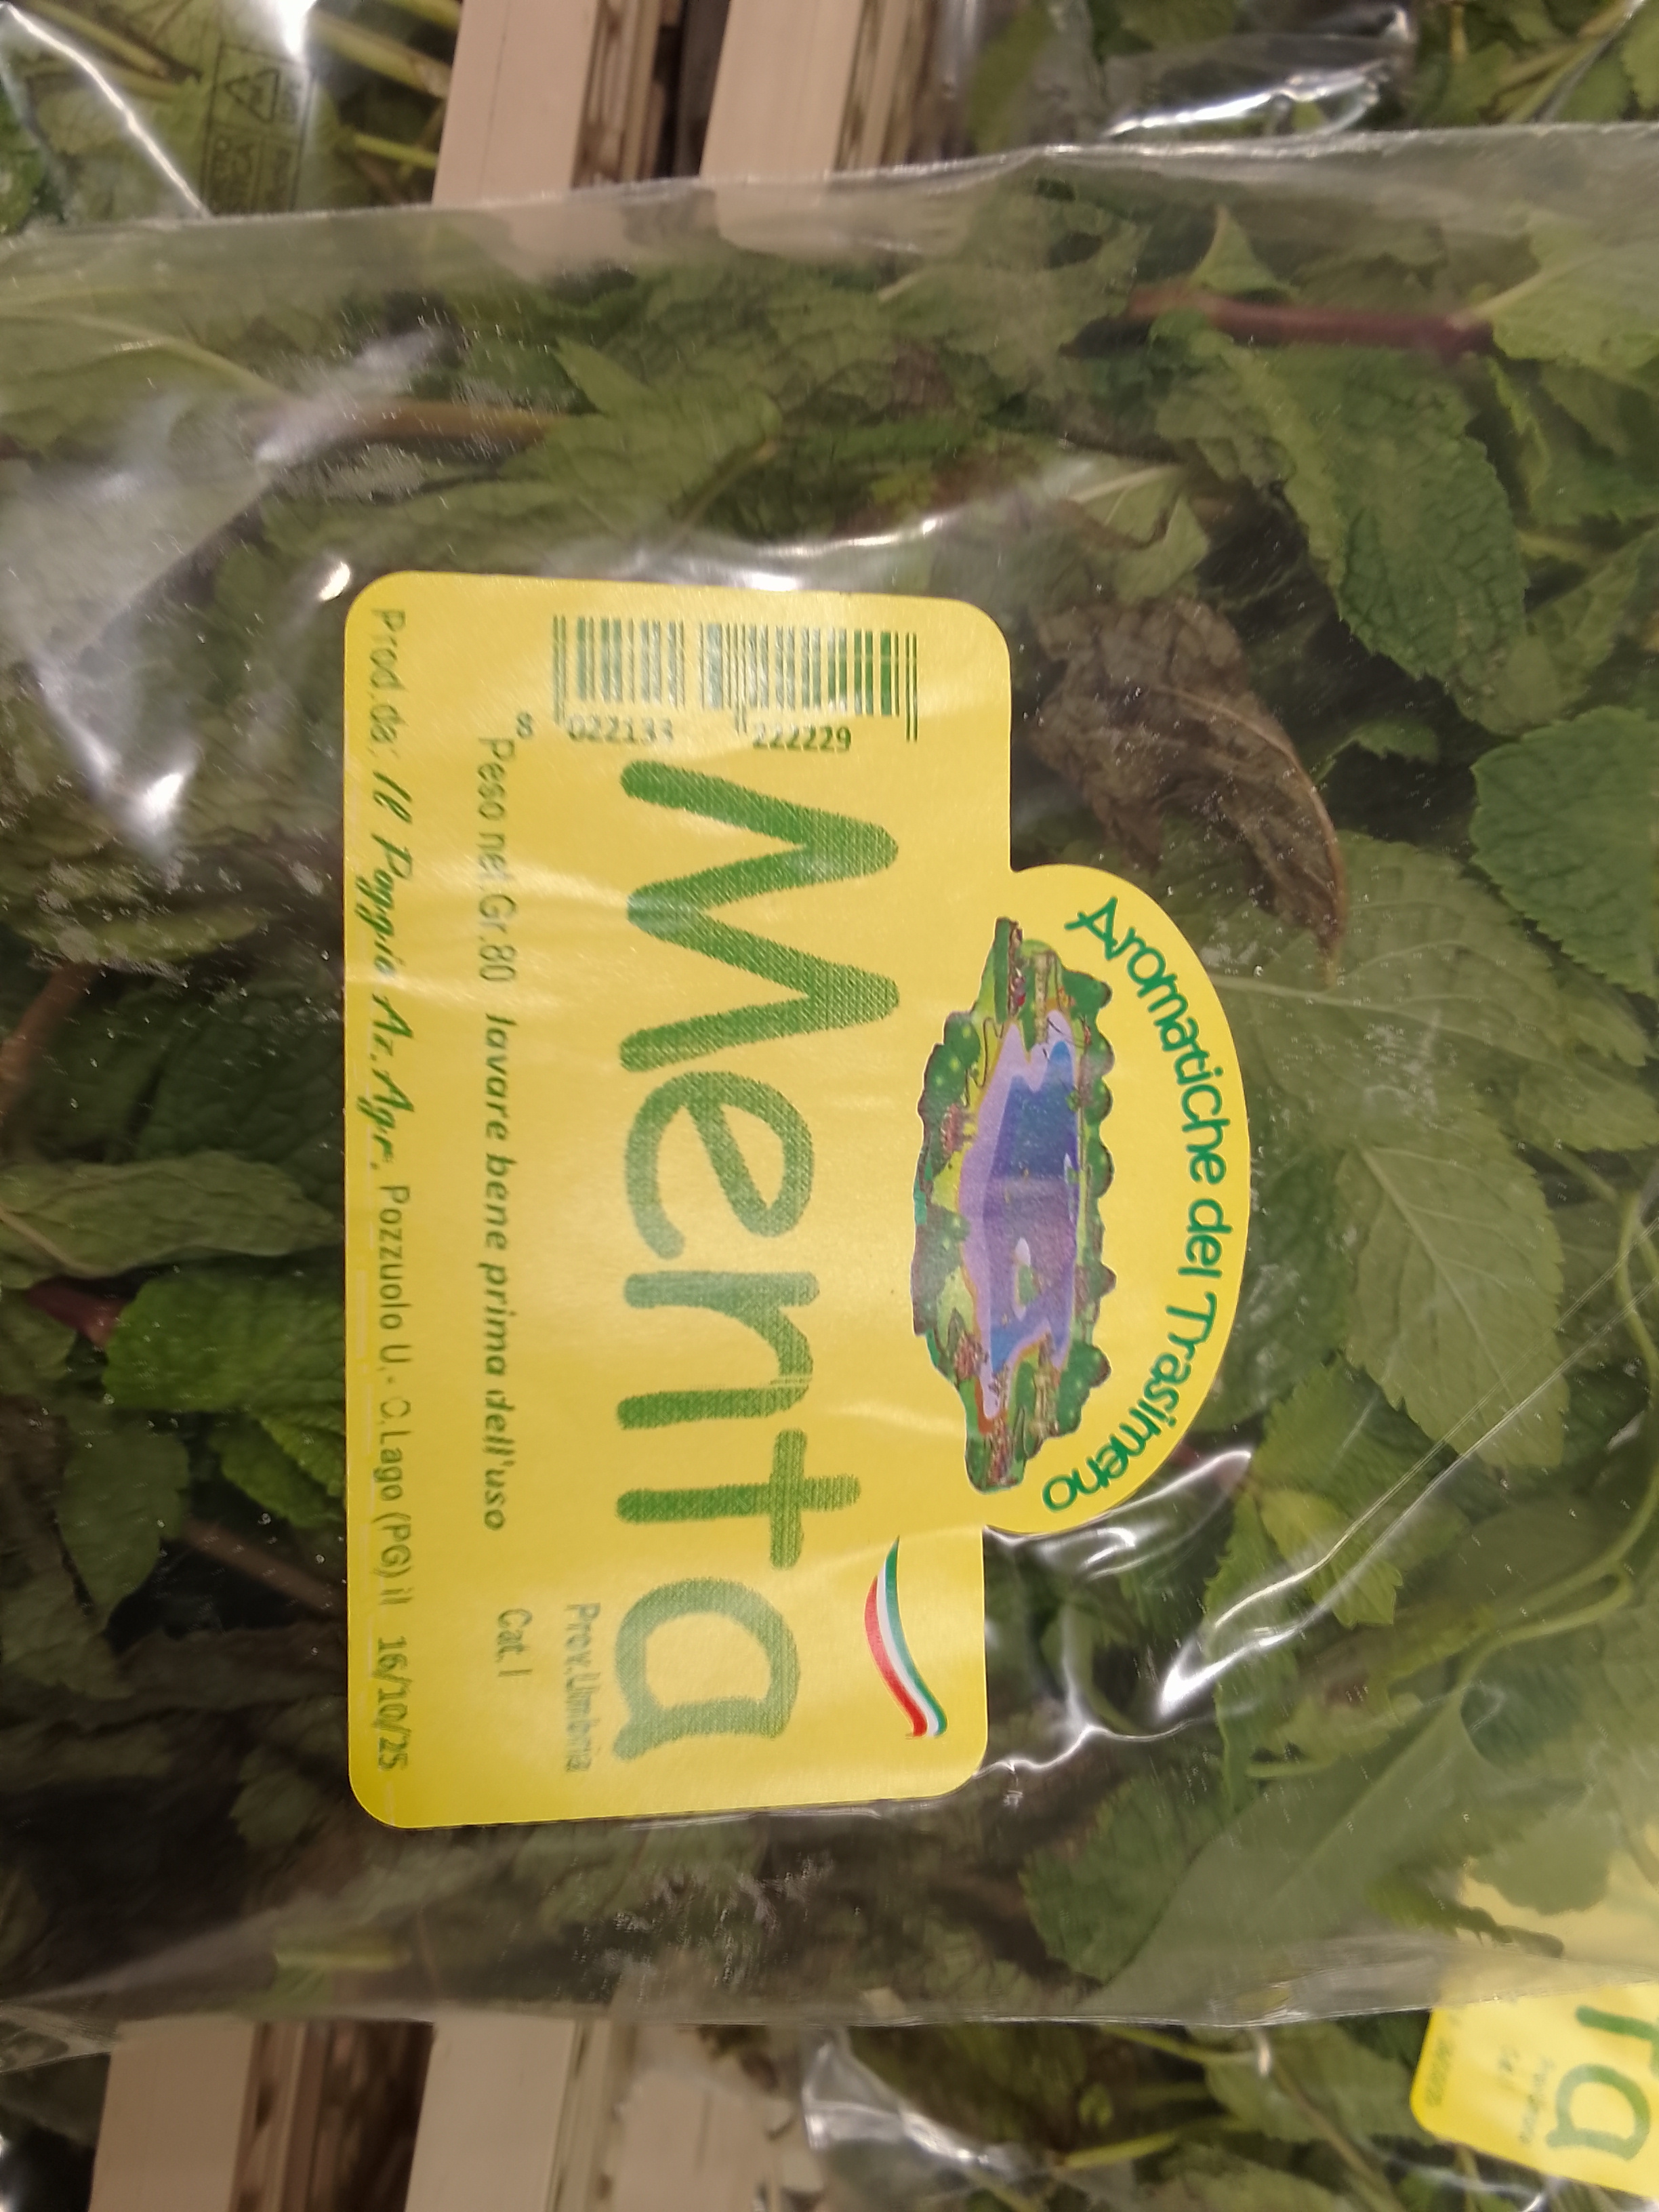 Aromatiche del Trasimeno
Menta
8 022133 222229
Prov.Umbria
Peso net.Gr.80 lavare bene prima dell'uso
Cat. I
Prod.da: Il Poggio Az.Agr. Pozzuolo U.- C.Lago (PG) il 16/10/25
ta